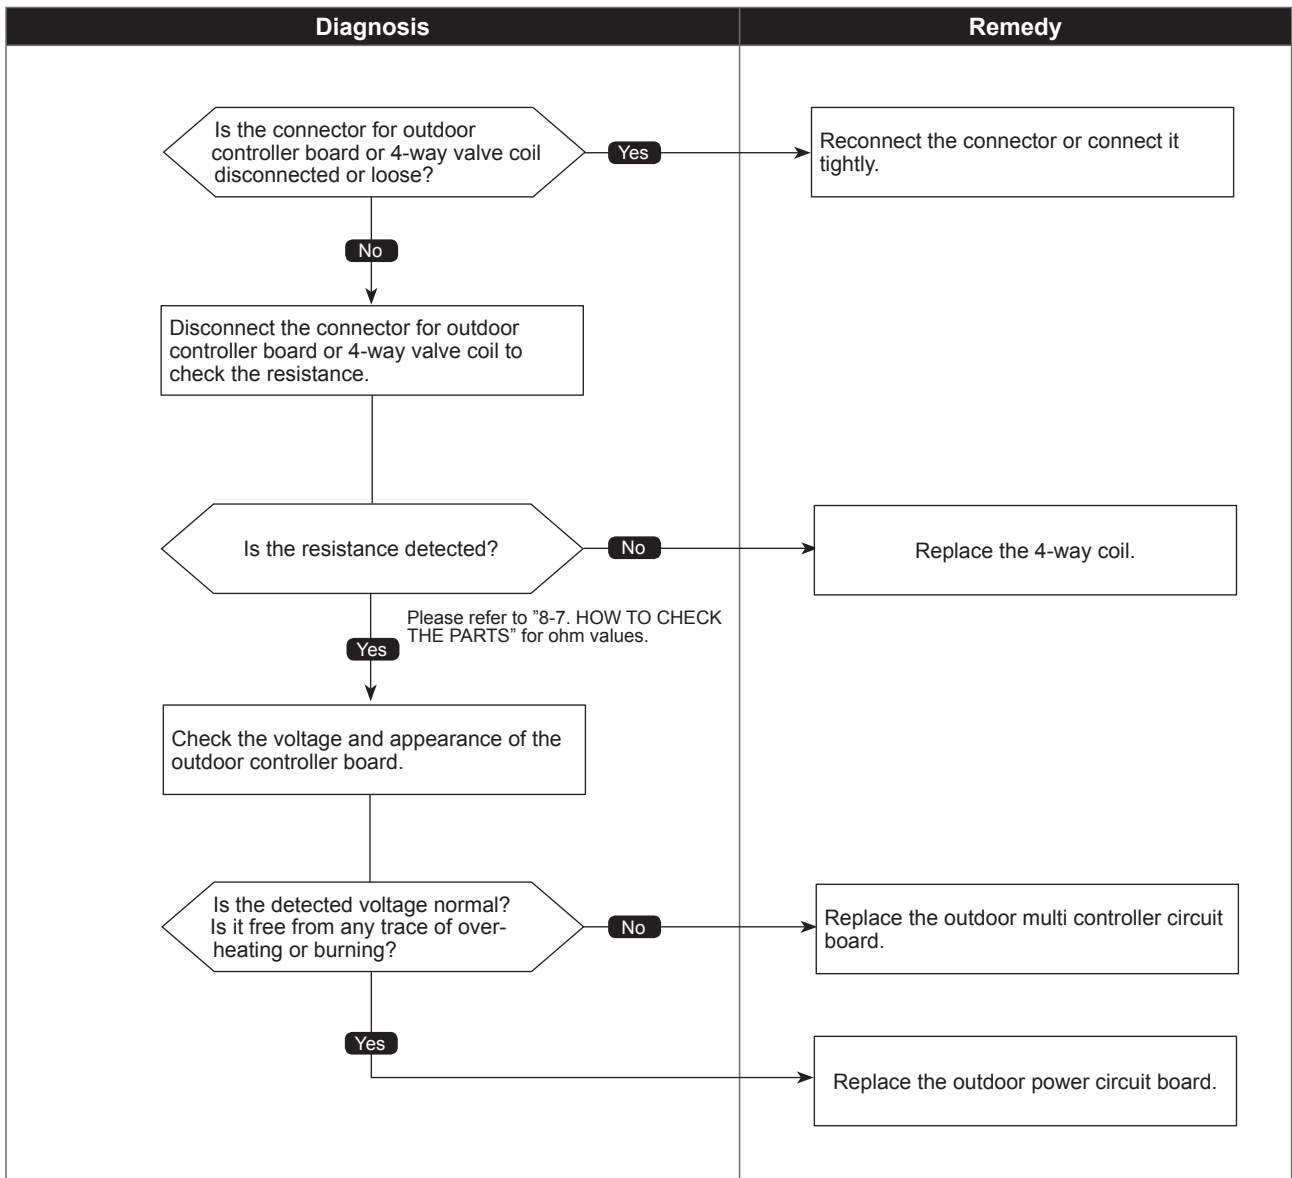 Diagnosis
Remedy
Is the connector for outdoor
controller board or 4-way valve coil
disconnected or loose?
Yes
Reconnect the connector or connect it
tightly.
No
Disconnect the connector for outdoor
controller board or 4-way valve coil to
check the resistance.
Is the resistance detected?
No
Replace the 4-way coil.
Please refer to "8-7. HOW TO CHECK
THE PARTS" for ohm values.
Yes
Check the voltage and appearance of the
outdoor controller board.
Is the detected voltage normal?
Is it free from any trace of over-
heating or burning?
No
Replace the outdoor multi controller circuit
board.
Yes
Replace the outdoor power circuit board.